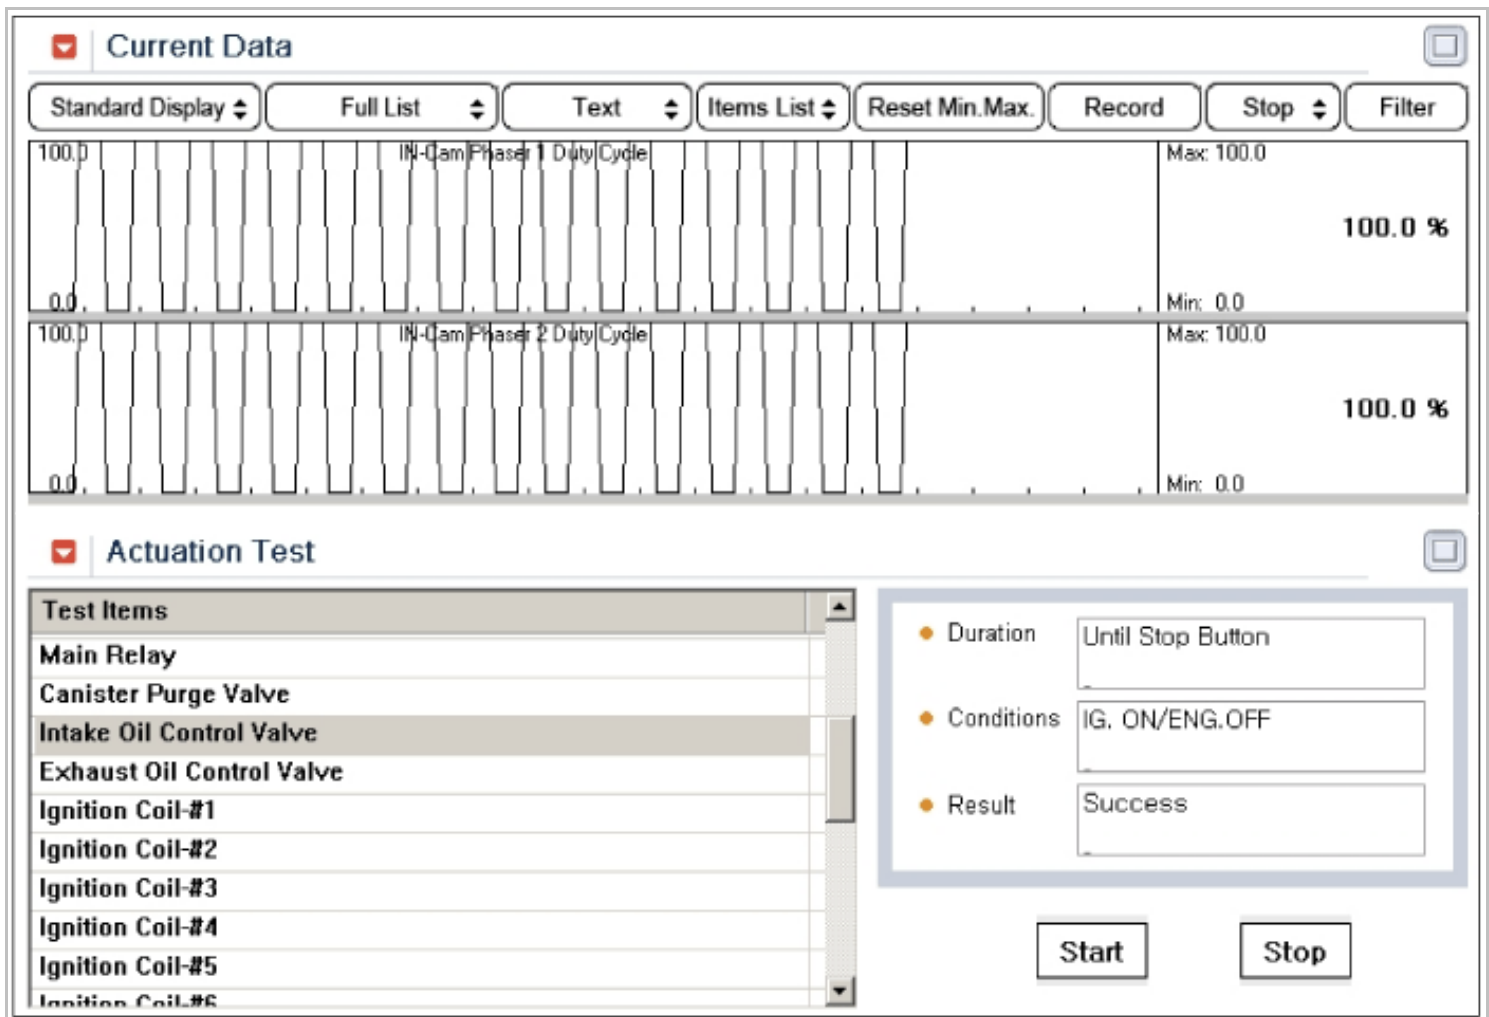 Current Data
Standard Display Full List Text Items List Reset Min.Max. Record Stop Filter
100.0 IN-Cam Phaser 1 Duty Cycle Max: 100.0
100.0 %
0.0 Min: 0.0
100.0 IN-Cam Phaser 2 Duty Cycle Max: 100.0
100.0 %
0.0 Min: 0.0
Actuation Test
Test Items
Main Relay
Canister Purge Valve
Intake Oil Control Valve
Exhaust Oil Control Valve
Ignition Coil-#1
Ignition Coil-#2
Ignition Coil-#3
Ignition Coil-#4
Ignition Coil-#5
Ignition Coil-#6
Duration Until Stop Button
Conditions IG. ON/ENG.OFF
Result Success
Start Stop